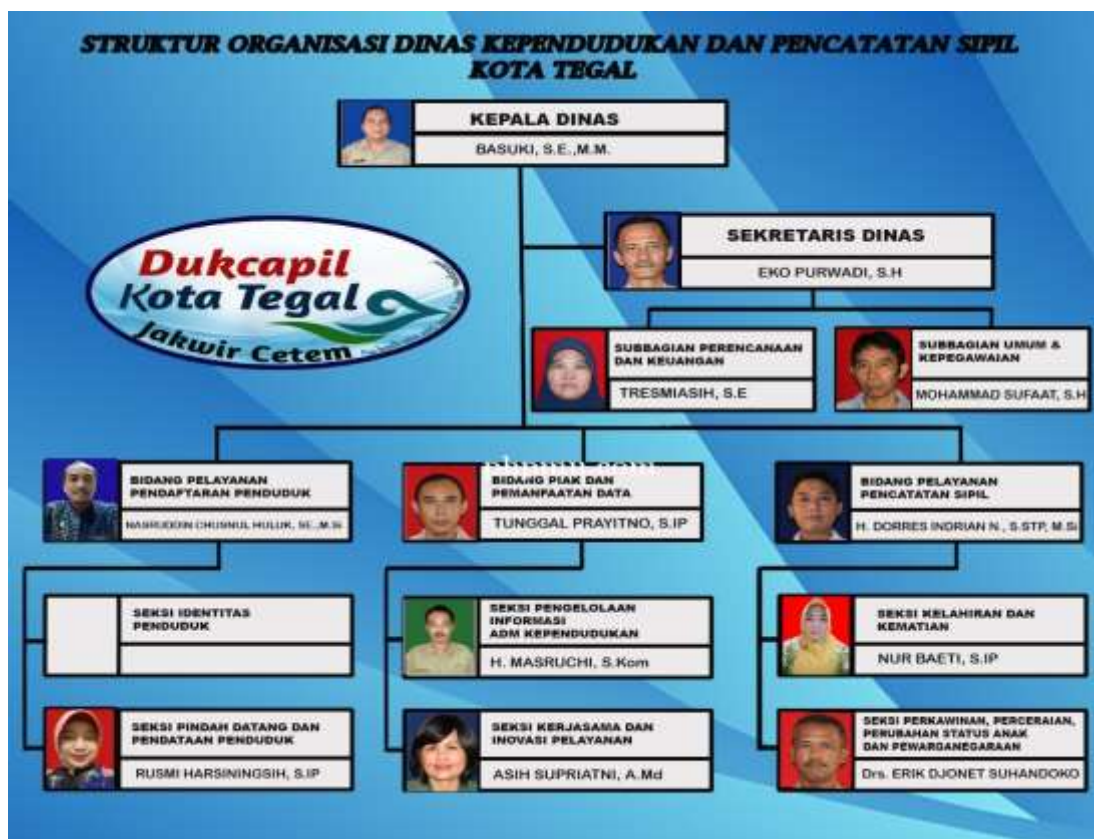 STRUKTUR ORGANISASI DINAS KEPENDUDUKAN DAN PENCATATAN SIPIL
KOTA TEGAL
KEPALA DINAS
BASUKI, S.E.,M.M.
SEKRETARIS DINAS
EKO PURWADI, S.H
Dukcapil
Kota Tegal
Jakwir Cetem
SUBBAGIAN PERENCANAAN
DAN KEUANGAN
TRESMIASIH, S.E
SUBBAGIAN UMUM &
KEPEGAWAIAN
MOHAMMAD SUFAAT, S.H
BIDANG PELAYANAN
PENDAFTARAN PENDUDUK
NASRUDDIN CHUSNUL HULUK, SE.,M.Si
BIDANG PIAK DAN
PEMANFAATAN DATA
TUNGGAL PRAYITNO, S.IP
BIDANG PELAYANAN
PENCATATAN SIPIL
H. DORRES INDRIAN N., S.STP, M.Si
SEKSI IDENTITAS
PENDUDUK
SEKSI PENGELOLAAN
INFORMASI
ADM KEPENDUDUKAN
H. MASRUCHI, S.Kom
SEKSI KELAHIRAN DAN
KEMATIAN
NUR BAETI, S.IP
SEKSI PINDAH DATANG DAN
PENDATAAN PENDUDUK
RUSMI HARSININGSIH, S.IP
SEKSI KERJASAMA DAN
INOVASI PELAYANAN
ASIH SUPRIATNI, A.Md
SEKSI PERKAWINAN, PERCERAIAN,
PERUBAHAN STATUS ANAK
DAN PEWARGANEGARAAN
Drs. ERIK DJONET SUHANDOKO